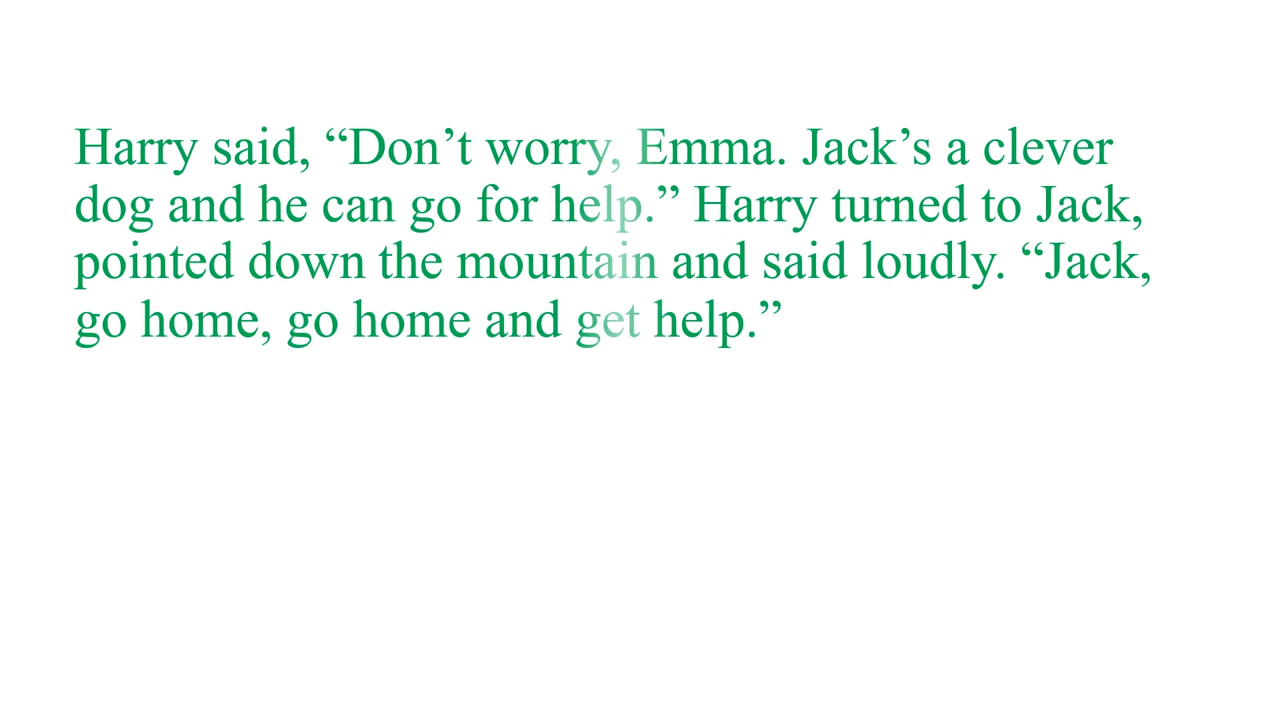 Harry said, “Don’t worry, Emma. Jack’s a clever
dog and he can go for help.” Harry turned to Jack,
pointed down the mountain and said loudly. “Jack,
go home, go home and get help.”